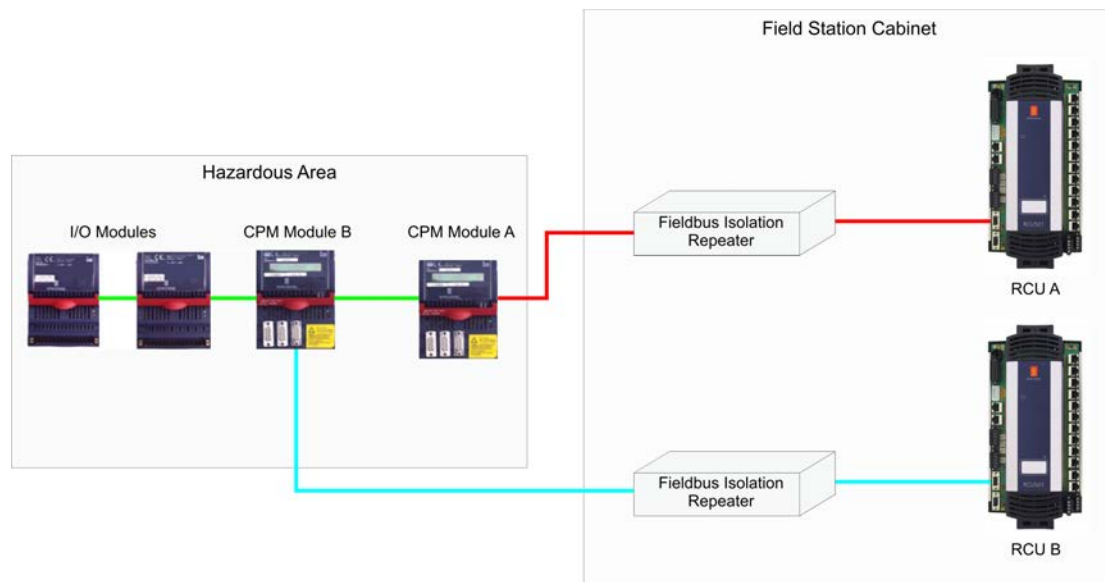 Field Station Cabinet
Hazardous Area
I/O Modules
CPM Module B
CPM Module A
Fieldbus Isolation
Repeater
RCU A
Fieldbus Isolation
Repeater
RCU B